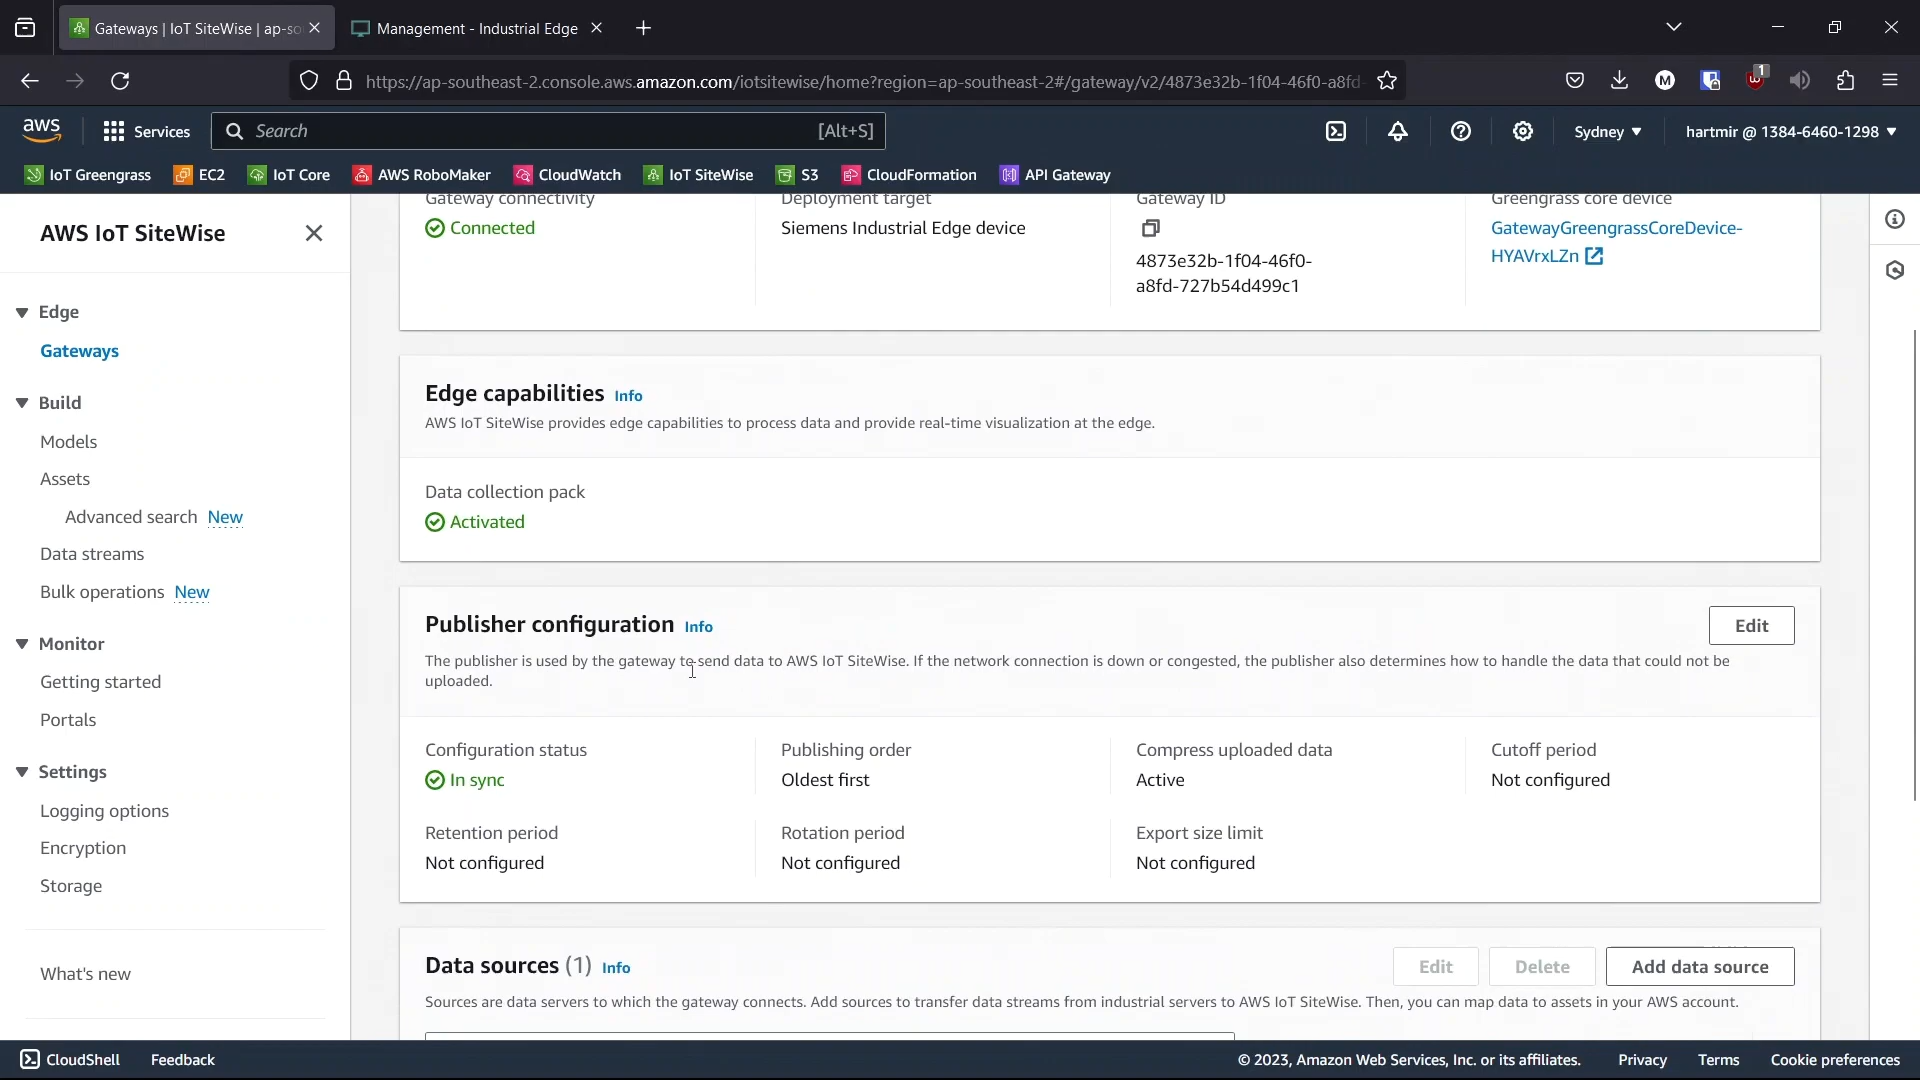 Gateways | IoT SiteWise | ap-so
Management - Industrial Edge
https://ap-southeast-2.console.aws.amazon.com/iotsitewise/home?region=ap-southeast-2#/gateway/v2/4873e32b-1f04-46f0-a8fd-
M
1
aws
Services
Search
[Alt+S]
Sydney
hartmir @ 1384-6460-1298
IoT Greengrass
EC2
IoT Core
AWS RoboMaker
CloudWatch
IoT SiteWise
S3
CloudFormation
API Gateway
AWS IoT SiteWise
Edge
Gateways
Build
Models
Assets
Advanced search New
Data streams
Bulk operations New
Monitor
Getting started
Portals
Settings
Logging options
Encryption
Storage
What's new
Gateway connectivity
Connected
Deployment target
Siemens Industrial Edge device
Gateway ID
4873e32b-1f04-46f0-
a8fd-727b54d499c1
Greengrass core device
GatewayGreengrassCoreDevice-
HYAVrxLZn
Edge capabilities Info
AWS IoT SiteWise provides edge capabilities to process data and provide real-time visualization at the edge.
Data collection pack
Activated
Publisher configuration Info
Edit
The publisher is used by the gateway to send data to AWS IoT SiteWise. If the network connection is down or congested, the publisher also determines how to handle the data that could not be
uploaded.
Configuration status
In sync
Publishing order
Oldest first
Compress uploaded data
Active
Cutoff period
Not configured
Retention period
Not configured
Rotation period
Not configured
Export size limit
Not configured
Data sources (1) Info
Edit
Delete
Add data source
Sources are data servers to which the gateway connects. Add sources to transfer data streams from industrial servers to AWS IoT SiteWise. Then, you can map data to assets in your AWS account.
CloudShell
Feedback
© 2023, Amazon Web Services, Inc. or its affiliates.
Privacy
Terms
Cookie preferences